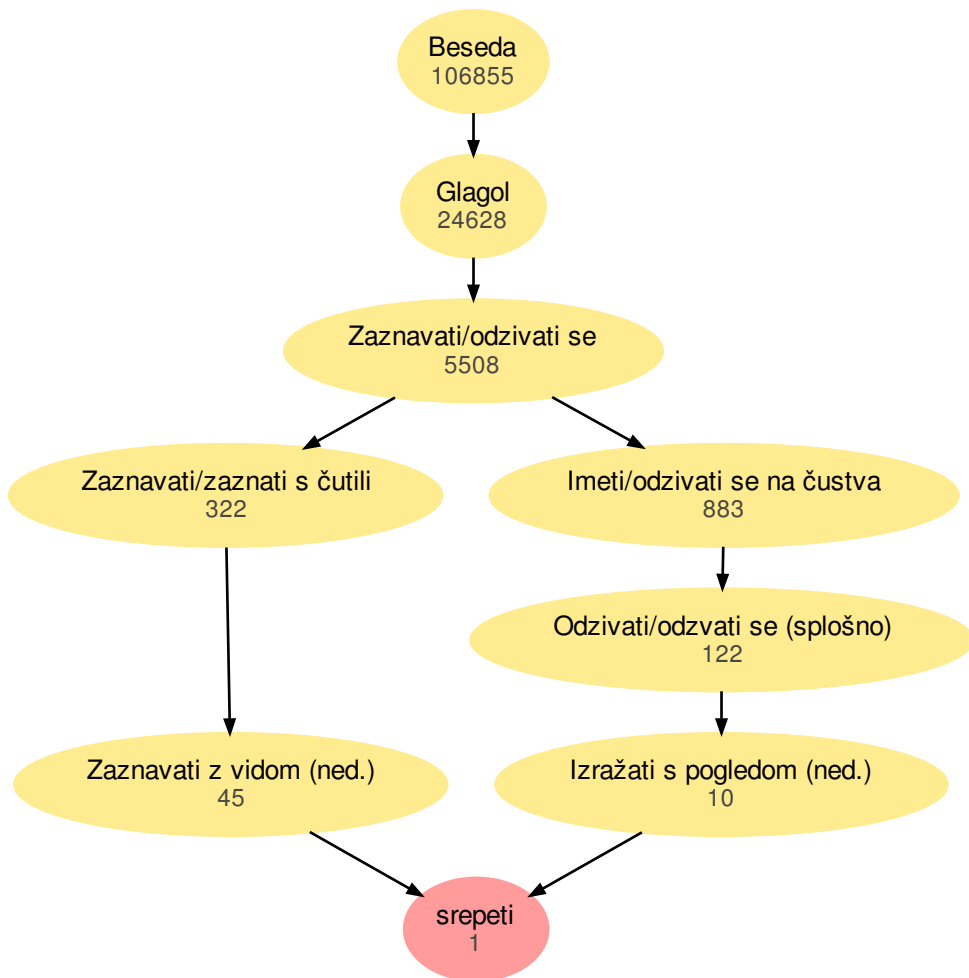 Beseda
106855
Glagol
24628
Zaznavati/odzivati se
5508
Zaznavati/zaznati s čutili
322
Imeti/odzivati se na čustva
883
Odzivati/odzvati se (splošno)
122
Zaznavati z vidom (ned.)
45
Izražati s pogledom (ned.)
10
srepeti
1